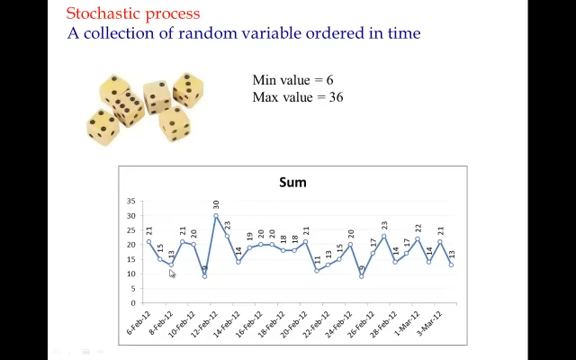 Stochastic process
A collection of random variable ordered in time
Min value = 6
Max value = 36
Sum
35
30
25
20
15
10
5
0
21
15
13
21
20
9
30
23
14
19
20
20
18
18
21
11
13
15
20
9
17
23
14
17
22
14
21
13
6-Feb-12
8-Feb-12
10-Feb-12
12-Feb-12
14-Feb-12
16-Feb-12
18-Feb-12
20-Feb-12
22-Feb-12
24-Feb-12
26-Feb-12
28-Feb-12
1-Mar-12
3-Mar-12